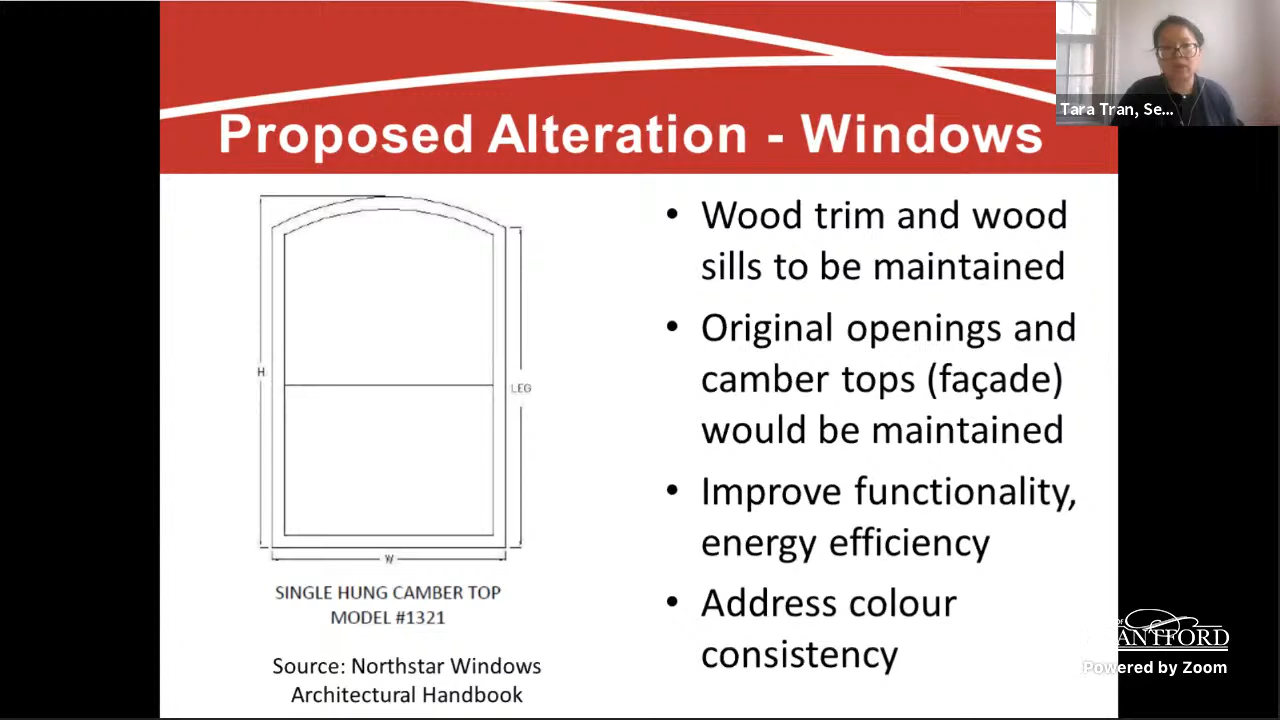 Tara Tran, Se...
Proposed Alteration - Windows
H
LEG
W
SINGLE HUNG CAMBER TOP
MODEL #1321
Source: Northstar Windows
Architectural Handbook
• Wood trim and wood
sills to be maintained
• Original openings and
camber tops (façade)
would be maintained
• Improve functionality,
energy efficiency
• Address colour
consistency
OF
ANTFORD
Powered by Zoom